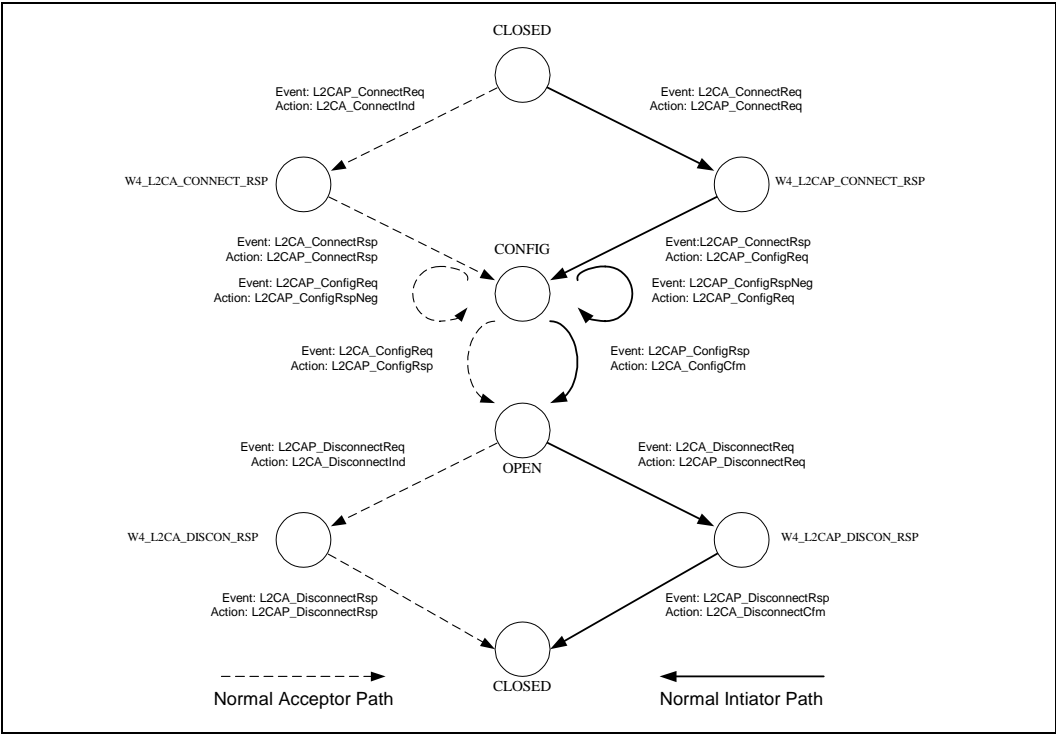 CLOSED
Event: L2CAP_ConnectReq
Action: L2CA_ConnectInd
Event: L2CA_ConnectReq
Action: L2CAP_ConnectReq
W4_L2CA_CONNECT_RSP
W4_L2CAP_CONNECT_RSP
Event: L2CA_ConnectRsp
Action: L2CAP_ConnectRsp
CONFIG
Event:L2CAP_ConnectRsp
Action: L2CAP_ConfigReq
Event: L2CAP_ConfigReq
Action: L2CAP_ConfigRspNeg
Event: L2CAP_ConfigRspNeg
Action: L2CAP_ConfigReq
Event: L2CA_ConfigReq
Action: L2CAP_ConfigRsp
Event: L2CAP_ConfigRsp
Action: L2CA_ConfigCfm
Event: L2CAP_DisconnectReq
Action: L2CA_DisconnectInd
OPEN
Event: L2CA_DisconnectReq
Action: L2CAP_DisconnectReq
W4_L2CA_DISCON_RSP
W4_L2CAP_DISCON_RSP
Event: L2CA_DisconnectRsp
Action: L2CAP_DisconnectRsp
Event: L2CAP_DisconnectRsp
Action: L2CA_DisconnectCfm
CLOSED
Normal Acceptor Path
Normal Intiator Path